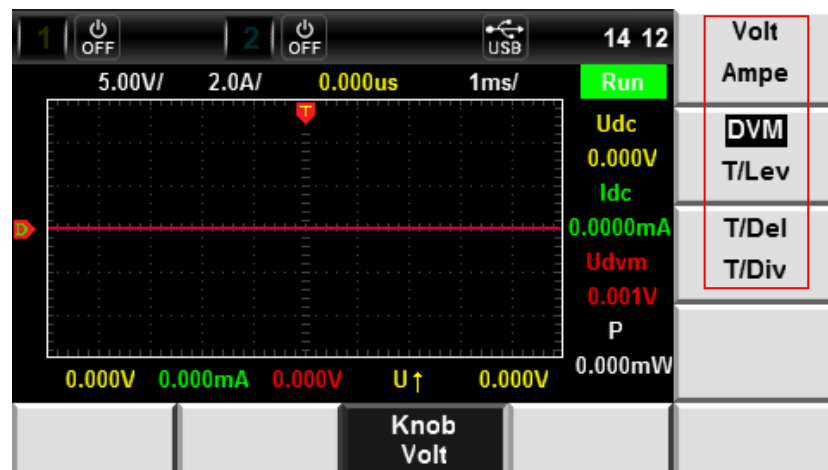 1 OFF 2 OFF USB 14 12
5.00V/ 2.0A/ 0.000us 1ms/ Run
T
Udc
0.000V
Idc
D 0.0000mA
Udvm
0.001V
P
0.000mW
0.000V 0.000mA 0.000V U↑ 0.000V
Volt
Ampe
DVM
T/Lev
T/Del
T/Div
Knob
Volt